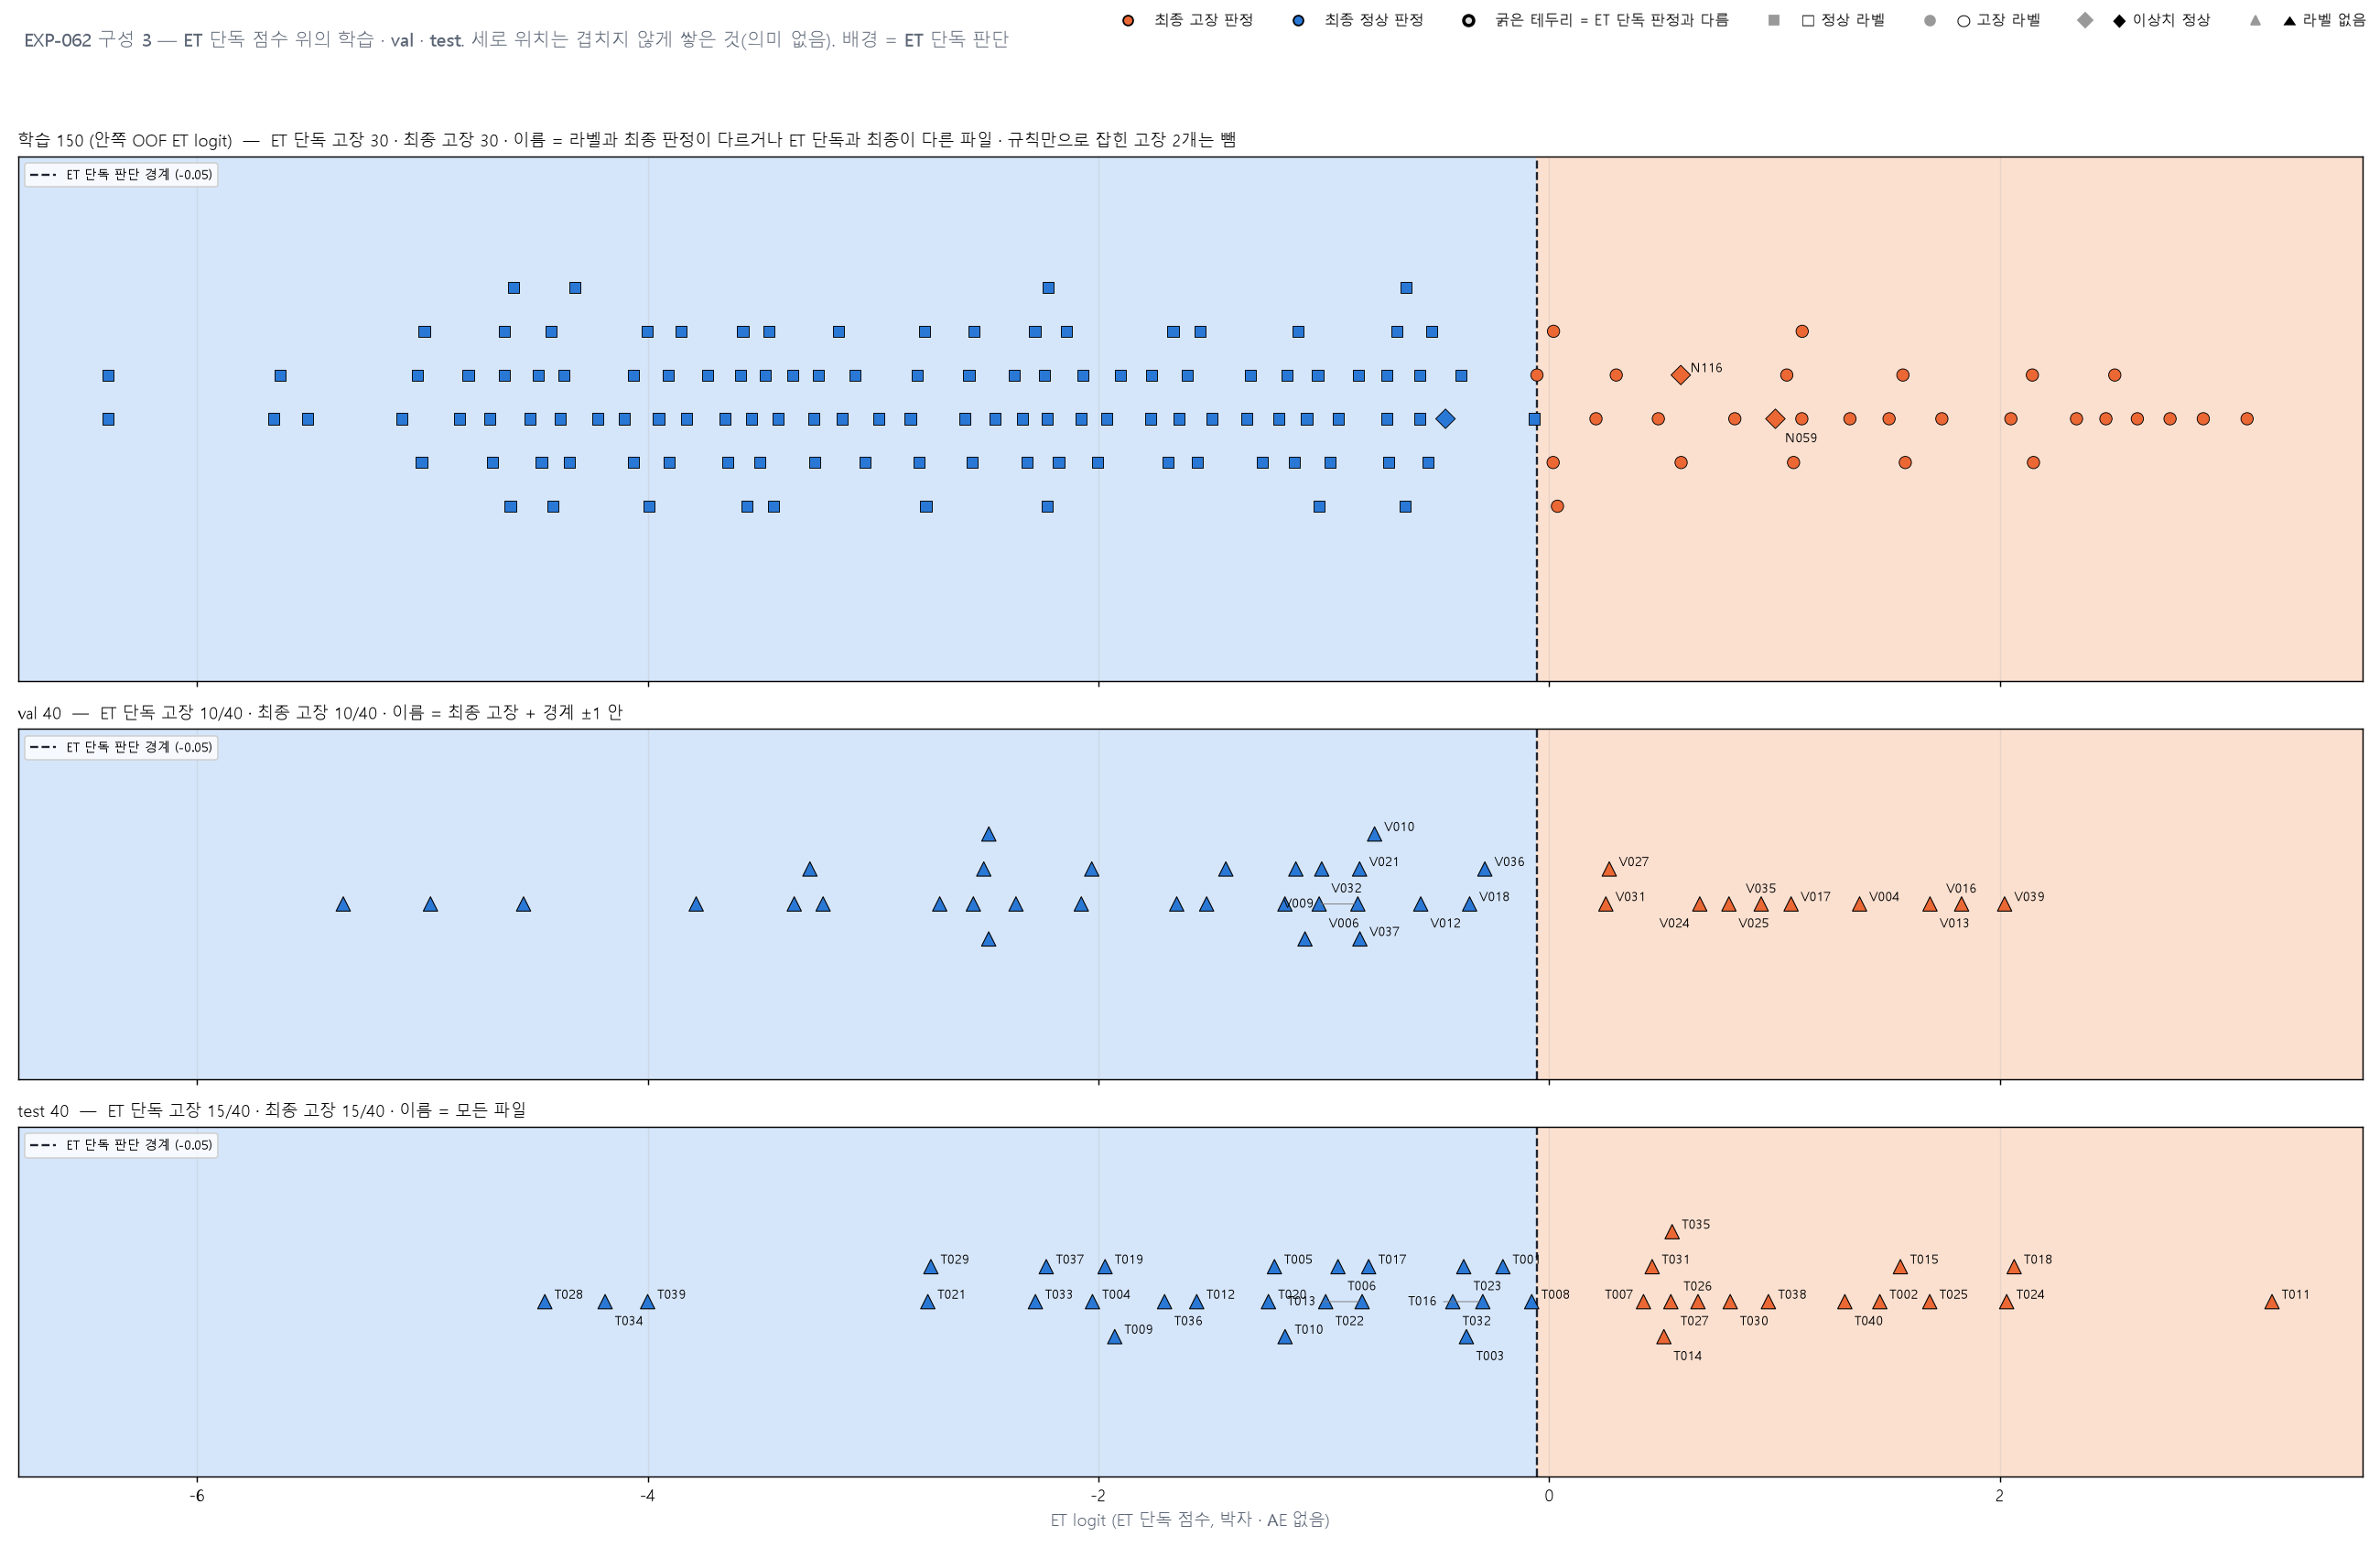 최종 고장 판정 최종 정상 판정 굵은 테두리 = ET 단독 판정과 다름 □ 정상 라벨 ○ 고장 라벨 ◆ 이상치 정상 ▲ 라벨 없음
EXP-062 구성 3 — ET 단독 점수 위의 학습 · val · test. 세로 위치는 겹치지 않게 쌓은 것(의미 없음). 배경 = ET 단독 판단
학습 150 (안쪽 OOF ET logit) — ET 단독 고장 30 · 최종 고장 30 · 이름 = 라벨과 최종 판정이 다르거나 ET 단독과 최종이 다른 파일 · 규칙만으로 잡힌 고장 2개는 뺌
ET 단독 판단 경계 (-0.05)
N116
N059
val 40 — ET 단독 고장 10/40 · 최종 고장 10/40 · 이름 = 최종 고장 + 경계 ±1 안
ET 단독 판단 경계 (-0.05)
V010
V021 V036 V027
V032 V035 V016
V009 V018 V031 V017 V004 V039
V006 V012 V024 V025 V013
V037
test 40 — ET 단독 고장 15/40 · 최종 고장 15/40 · 이름 = 모든 파일
ET 단독 판단 경계 (-0.05)
T035
T029 T037 T019 T005 T017 T001 T031 T015 T018
T006 T023 T026
T028 T039 T021 T033 T004 T012 T020 T013 T016 T008 T007 T038 T002 T025 T024 T011
T034 T036 T022 T032 T027 T030 T040
T009 T010
T003 T014
-6 -4 -2 0 2
ET logit (ET 단독 점수, 박자 · AE 없음)